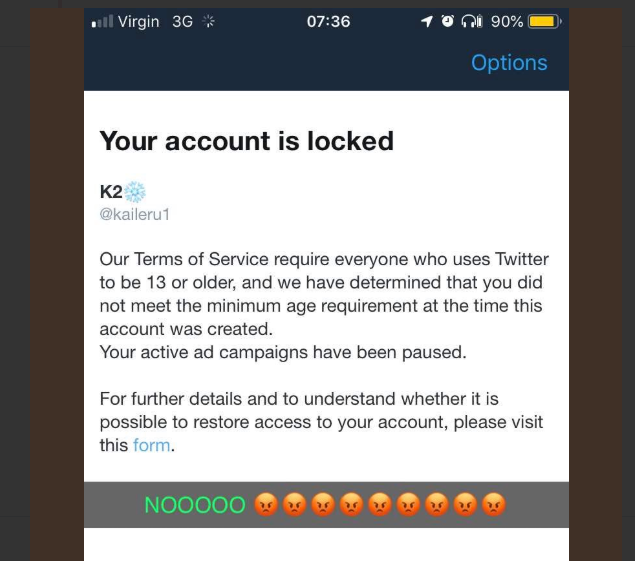 Virgin 3G 07:36 90%
Options
Your account is locked
K2❄️
@kaileru1
Our Terms of Service require everyone who uses Twitter
to be 13 or older, and we have determined that you did
not meet the minimum age requirement at the time this
account was created.
Your active ad campaigns have been paused.
For further details and to understand whether it is
possible to restore access to your account, please visit
this form.
NOOOOO 😡😡😡😡😡😡😡😡😡